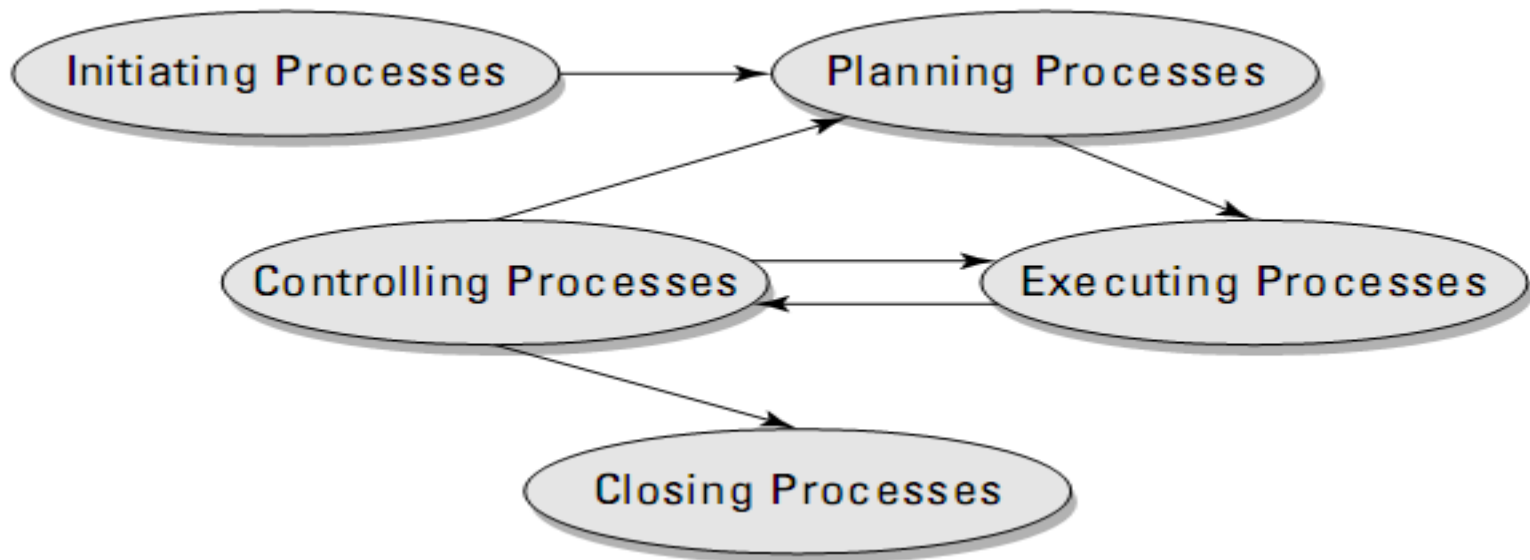 Initiating Processes
Planning Processes
Controlling Processes
Executing Processes
Closing Processes